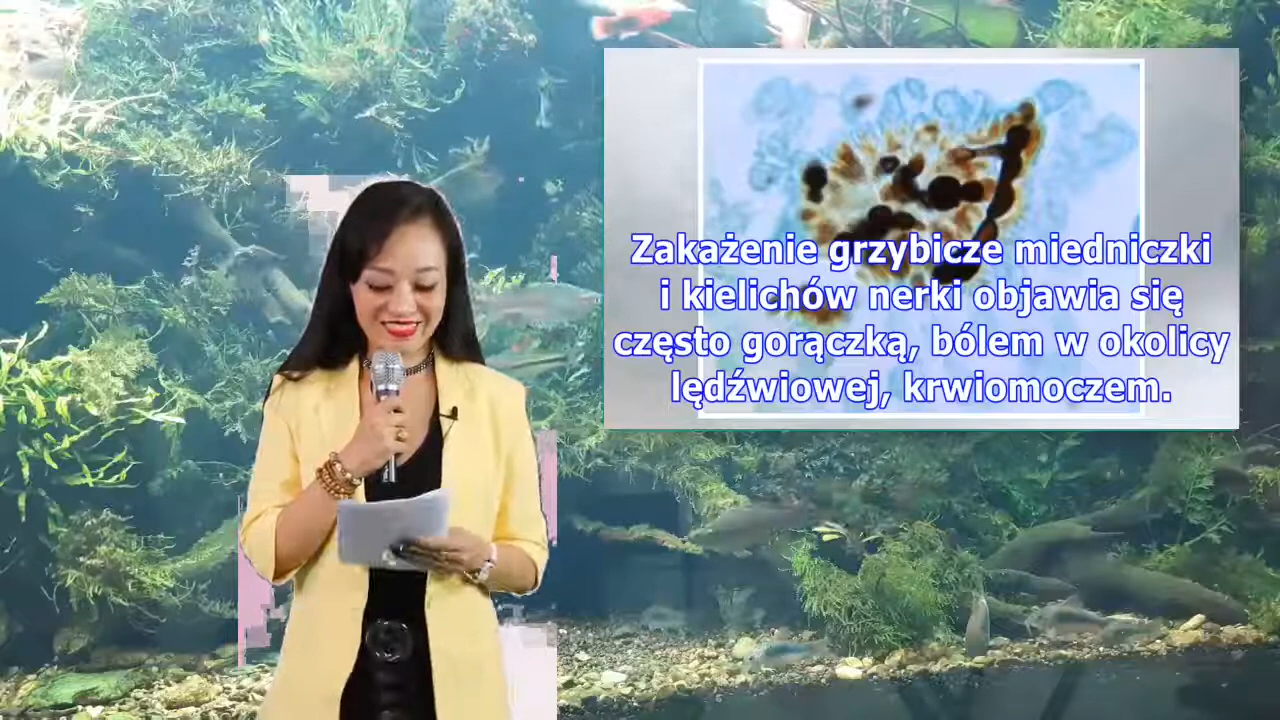 Zakażenie grzybicze miedniczki
i kielichów nerki objawia się
często gorączką, bólem w okolicy
lędźwiowej, krwiomoczem.